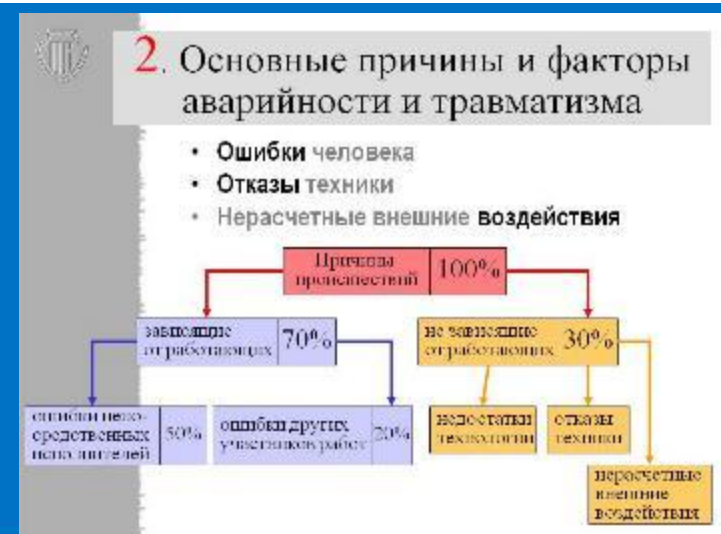 2. Основные причины и факторы
аварийности и травматизма
• Ошибки человека
• Отказы техники
• Нерасчетные внешние воздействия
Причины
происшествий
100%
зависящие
от работающих
70%
не зависящие
от работающих
30%
ошибки непо-
средственных
исполнителей
50%
ошибки других
участников работ
20%
недостатки
технологии
отказы
техники
нерасчетные
внешние
воздействия